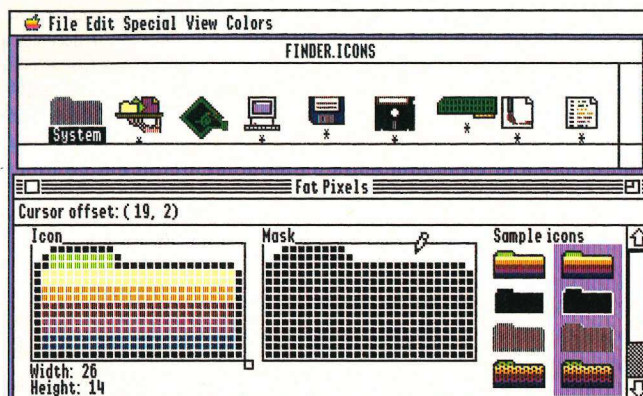 File Edit Special View Colors
FINDER.ICONS
System
* * * * * * *
Fat Pixels
Cursor offset: ( 19, 2)
Icon Mask Sample icons
Width: 26
Height: 14